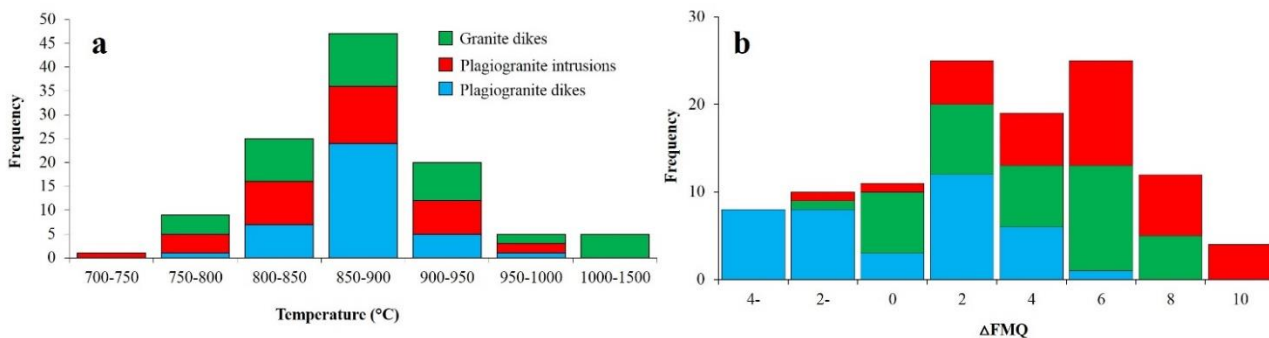 a
Frequency
50
45
40
35
30
25
20
15
10
5
0
Granite dikes
Plagiogranite intrusions
Plagiogranite dikes
700-750 750-800 800-850 850-900 900-950 950-1000 1000-1500
Temperature (°C)
b
Frequency
30
20
10
0
4- 2- 0 2 4 6 8 10
△FMQ